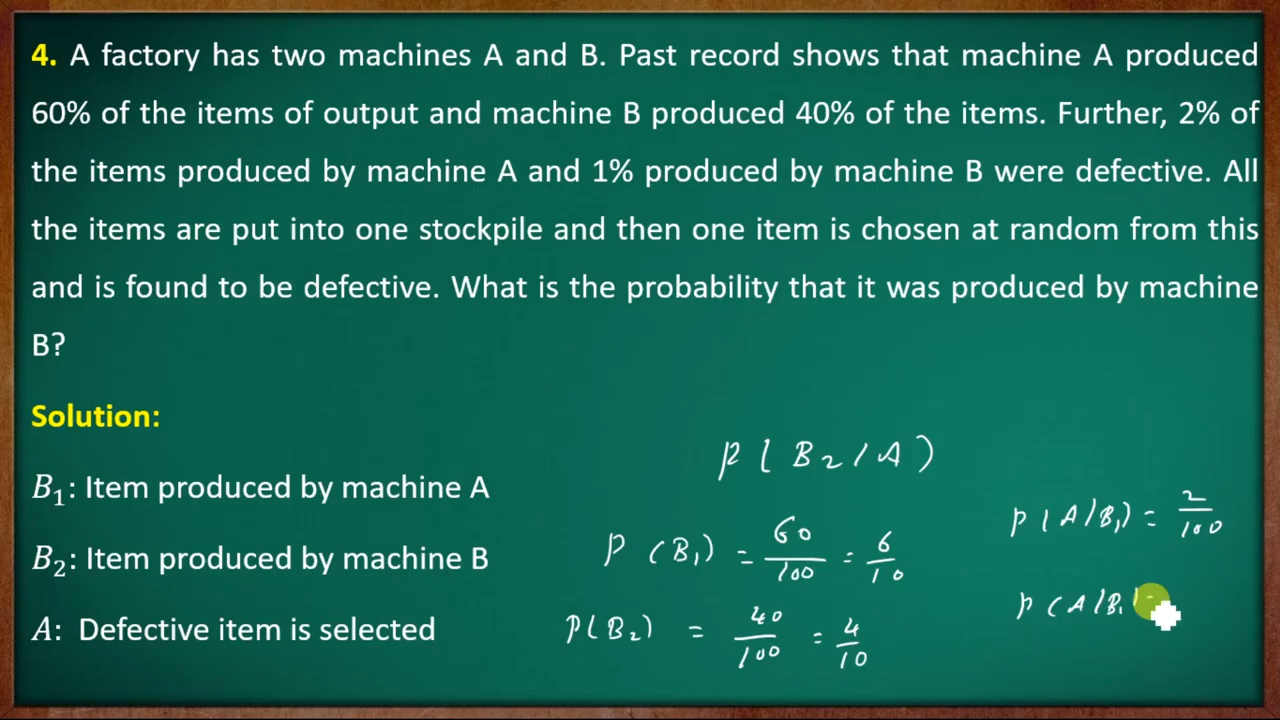 4. A factory has two machines A and B. Past record shows that machine A produced
60% of the items of output and machine B produced 40% of the items. Further, 2% of
the items produced by machine A and 1% produced by machine B were defective. All
the items are put into one stockpile and then one item is chosen at random from this
and is found to be defective. What is the probability that it was produced by machine
B?
Solution:
P(B₂/A)
B₁: Item produced by machine A
P(A/B₁) = 2/100
P(B₁) = 60/100 = 6/10
B₂: Item produced by machine B
P(A/B₁) =
P(B₂) = 40/100 = 4/10
A: Defective item is selected